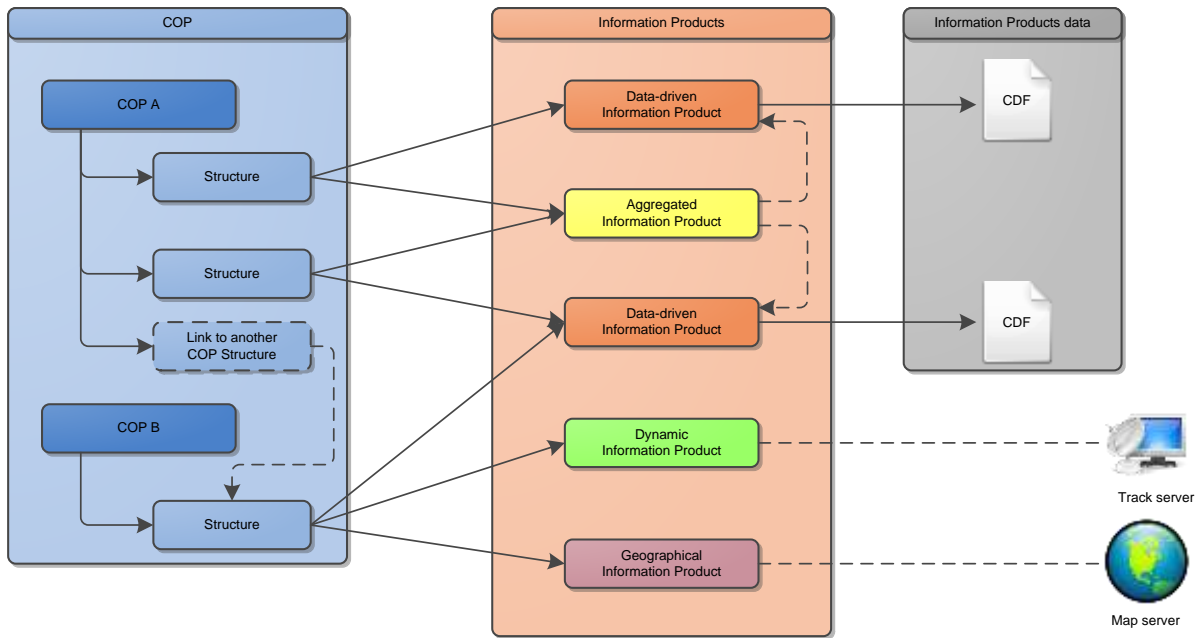 COP
Information Products
Information Products data
COP A
Structure
Structure
Link to another
COP Structure
COP B
Structure
Data-driven
Information Product
Aggregated
Information Product
Data-driven
Information Product
Dynamic
Information Product
Geographical
Information Product
CDF
CDF
Track server
Map server